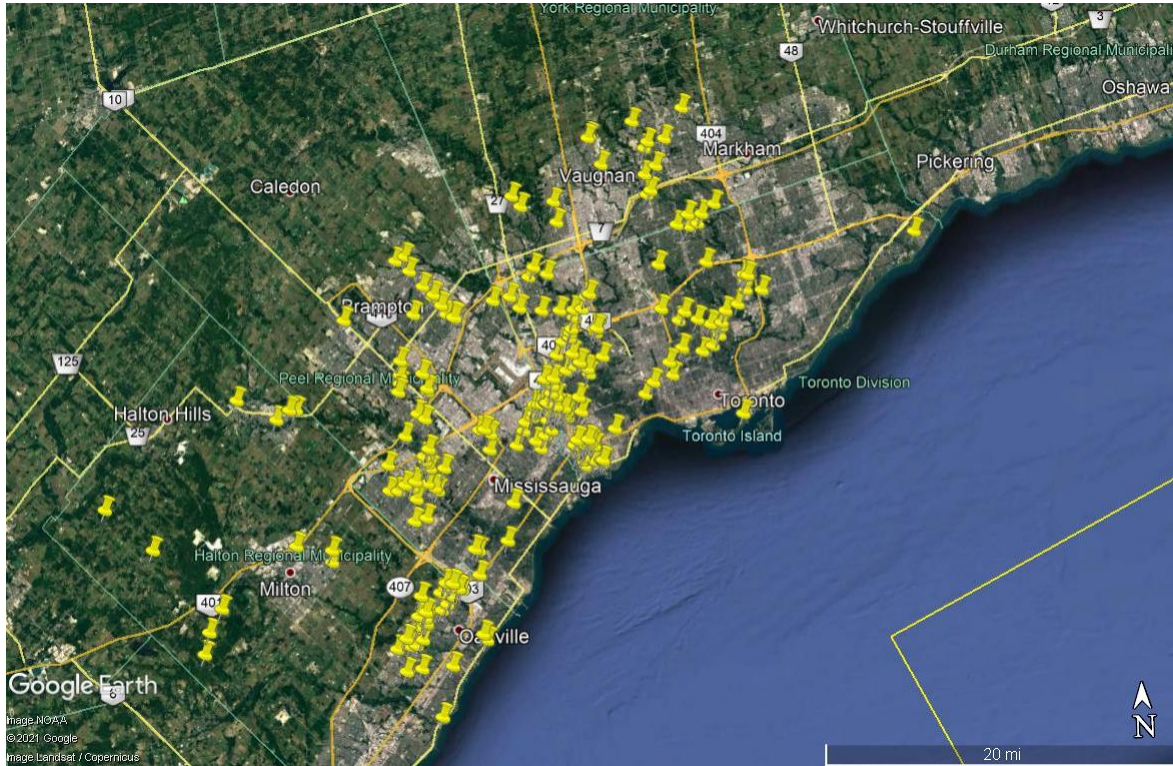 York Regional Municipality
Whitchurch-Stouffville
3
48
Durham Regional Municipali
Oshawa
10
404
Markham
Pickering
Vaughan
Caledon
27
7
Brampton
125
Peel Regional Municipality
Halton Hills
25
Toronto Division
Toronto
Toronto Island
Mississauga
Halton Regional Municipality
Milton
407
401
Oakville
Google Earth
6
Image NOAA
© 2021 Google
Image Landsat / Copernicus
N
20 mi